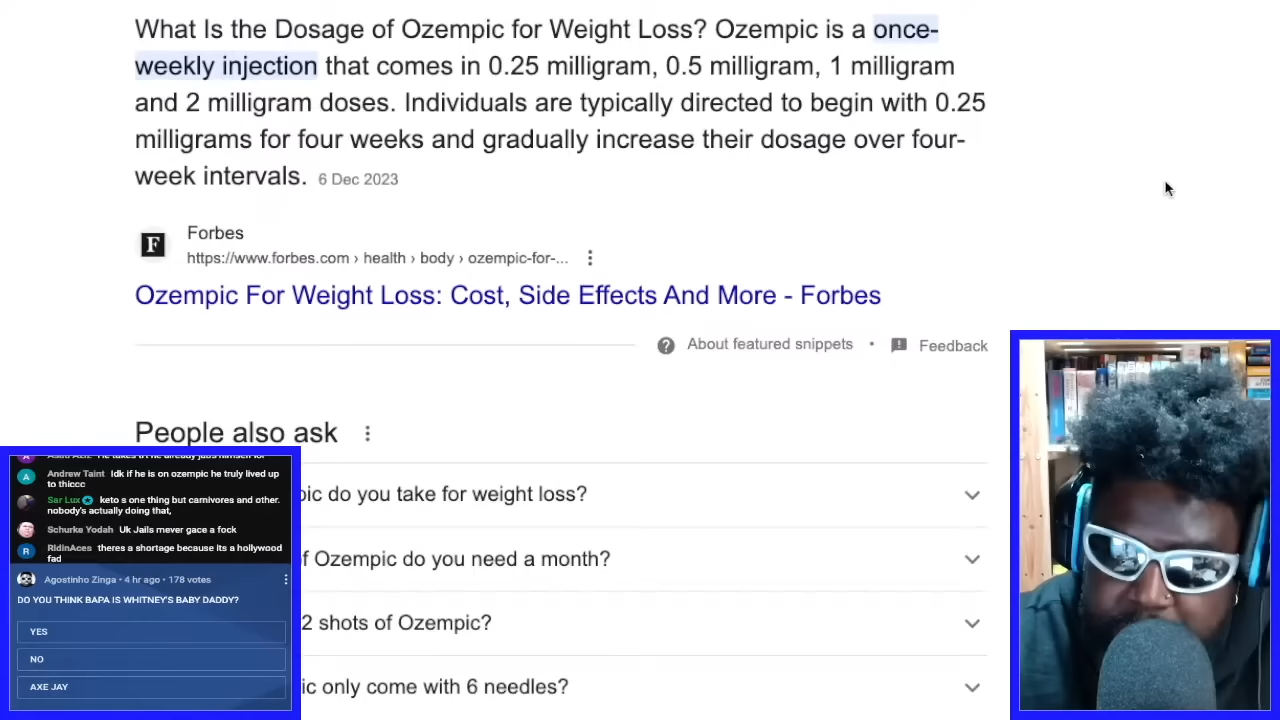 What Is the Dosage of Ozempic for Weight Loss? Ozempic is a once-
weekly injection that comes in 0.25 milligram, 0.5 milligram, 1 milligram
and 2 milligram doses. Individuals are typically directed to begin with 0.25
milligrams for four weeks and gradually increase their dosage over four-
week intervals. 6 Dec 2023
F
Forbes
https://www.forbes.com › health › body › ozempic-for-...
Ozempic For Weight Loss: Cost, Side Effects And More - Forbes
About featured snippets • Feedback
People also ask
ic do you take for weight loss?
f Ozempic do you need a month?
2 shots of Ozempic?
ic only come with 6 needles?
Andrew Taint Idk if he is on ozempic he truly lived up
to thiccc
Sar Lux keto s one thing but carnivores and other.
nobody's actually doing that,
Schurke Yodah Uk Jails mever gace a fock
RidinAces theres a shortage because its a hollywood
fad
Agostinho Zinga • 4 hr ago • 178 votes
DO YOU THINK BAPA IS WHITNEY'S BABY DADDY?
YES
NO
AXE JAY